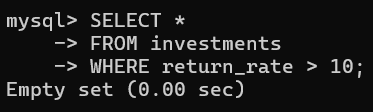 mysql> SELECT *
    -> FROM investments
    -> WHERE return_rate > 10;
Empty set (0.00 sec)